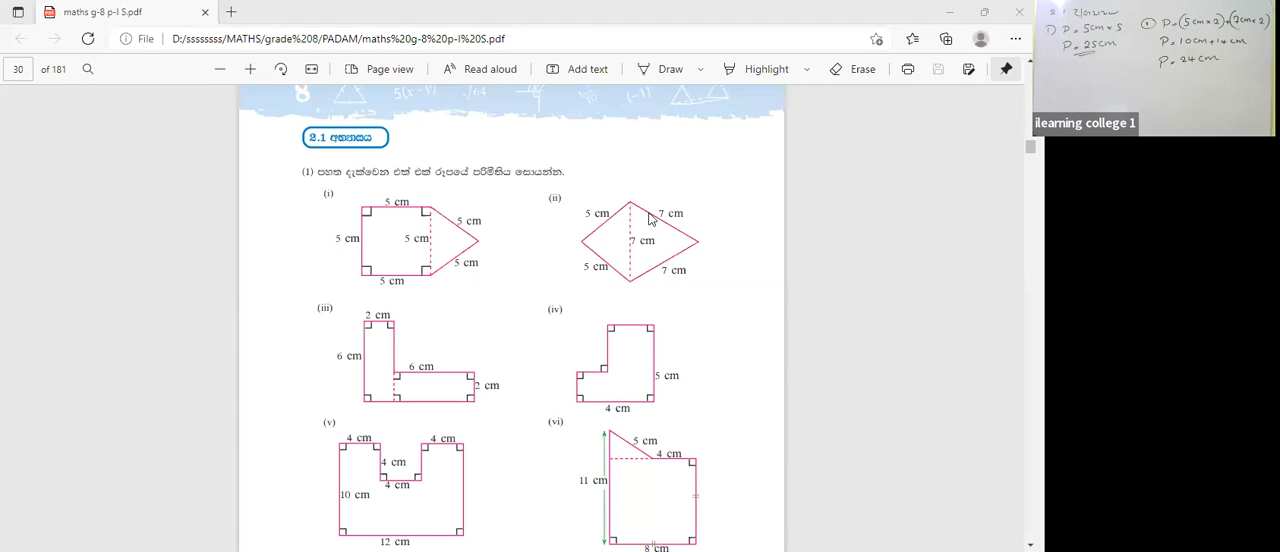 maths g-8 p-I S.pdf
File
D:/ssssssss/MATHS/grade%208/PADAM/maths%20g-8%20p-I%20S.pdf
30 of 181
Page view
Read aloud
Add text
Draw
Highlight
Erase
1) P = 5cm × 5
P = 25cm
P = (5cm × 2) + (7cm × 2)
P = 10cm + 14cm
P = 24cm
ilearning college 1
8
2.1 අභ්‍යාසය
(1) පහත දැක්වෙන එක් එක් රූපයේ පරිමිතිය සොයන්න.
(i)
5 cm
5 cm
5 cm
5 cm
5 cm
5 cm
(ii)
5 cm
7 cm
7 cm
5 cm
7 cm
(iii)
2 cm
6 cm
6 cm
2 cm
(iv)
5 cm
4 cm
(v)
4 cm
4 cm
4 cm
4 cm
10 cm
12 cm
(vi)
5 cm
4 cm
11 cm
8 cm